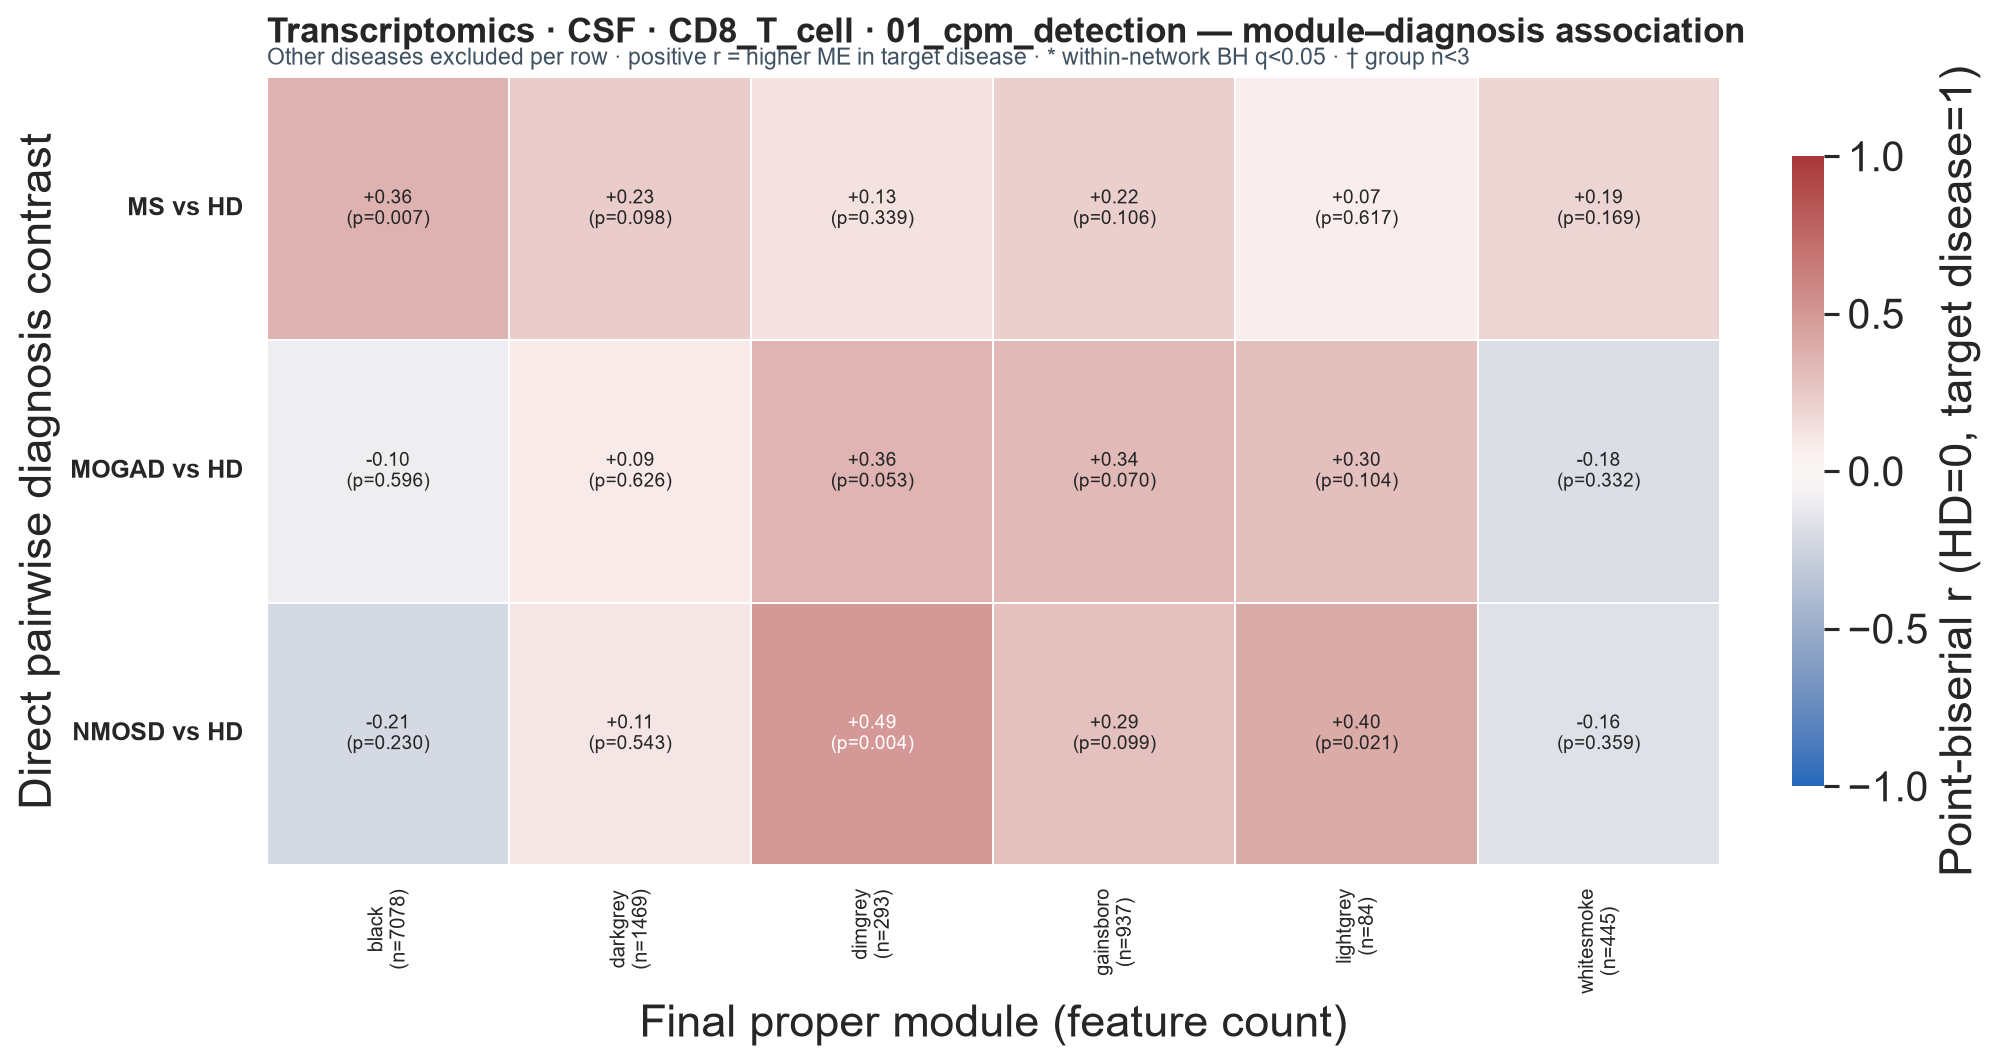 Transcriptomics · CSF · CD8_T_cell · 01_cpm_detection — module–diagnosis association
Other diseases excluded per row · positive r = higher ME in target disease · * within-network BH q<0.05 · † group n<3
Direct pairwise diagnosis contrast
MS vs HD
+0.36
(p=0.007)
+0.23
(p=0.098)
+0.13
(p=0.339)
+0.22
(p=0.106)
+0.07
(p=0.617)
+0.19
(p=0.169)
MOGAD vs HD
-0.10
(p=0.596)
+0.09
(p=0.626)
+0.36
(p=0.053)
+0.34
(p=0.070)
+0.30
(p=0.104)
-0.18
(p=0.332)
NMOSD vs HD
-0.21
(p=0.230)
+0.11
(p=0.543)
+0.49
(p=0.004)
+0.29
(p=0.099)
+0.40
(p=0.021)
-0.16
(p=0.359)
black
(n=7078)
darkgrey
(n=1469)
dimgrey
(n=293)
gainsboro
(n=937)
lightgrey
(n=84)
whitesmoke
(n=445)
Final proper module (feature count)
1.0
0.5
0.0
−0.5
−1.0
Point-biserial r (HD=0, target disease=1)